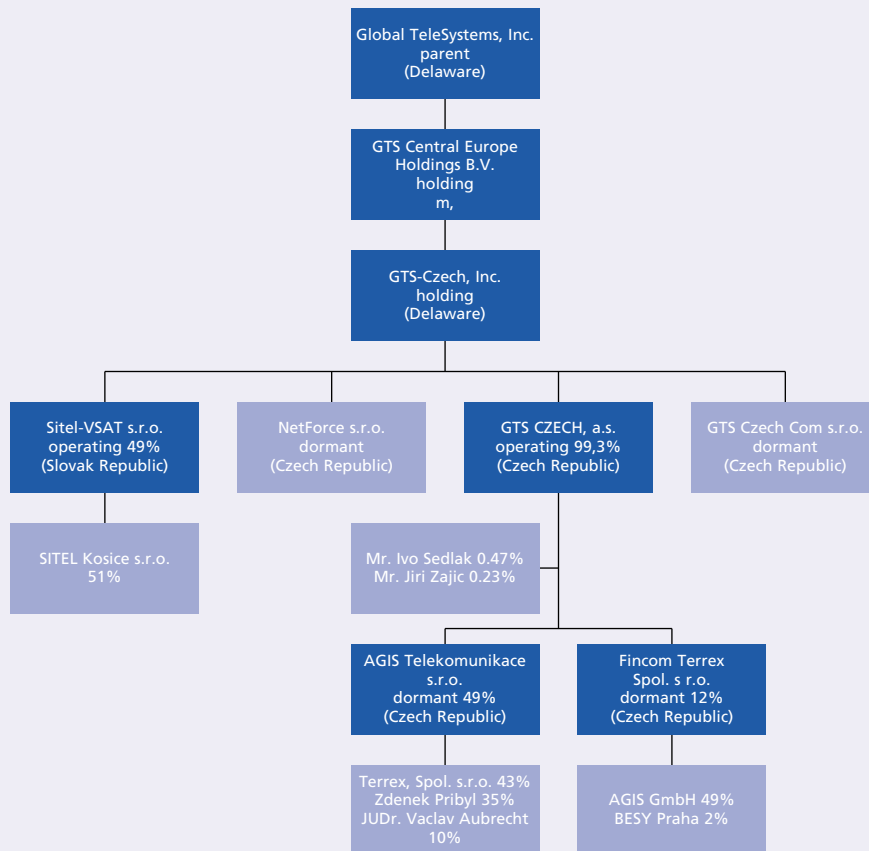 Global TeleSystems, Inc.
parent
(Delaware)
GTS Central Europe
Holdings B.V.
holding
m,
GTS-Czech, Inc.
holding
(Delaware)
Sitel-VSAT s.r.o.
operating 49%
(Slovak Republic)
NetForce s.r.o.
dormant
(Czech Republic)
GTS CZECH, a.s.
operating 99,3%
(Czech Republic)
GTS Czech Com s.r.o.
dormant
(Czech Republic)
SITEL Kosice s.r.o.
51%
Mr. Ivo Sedlak 0.47%
Mr. Jiri Zajic 0.23%
AGIS Telekomunikace
s.r.o.
dormant 49%
(Czech Republic)
Fincom Terrex
Spol. s r.o.
dormant 12%
(Czech Republic)
Terrex, Spol. s.r.o. 43%
Zdenek Pribyl 35%
JUDr. Vaclav Aubrecht
10%
AGIS GmbH 49%
BESY Praha 2%